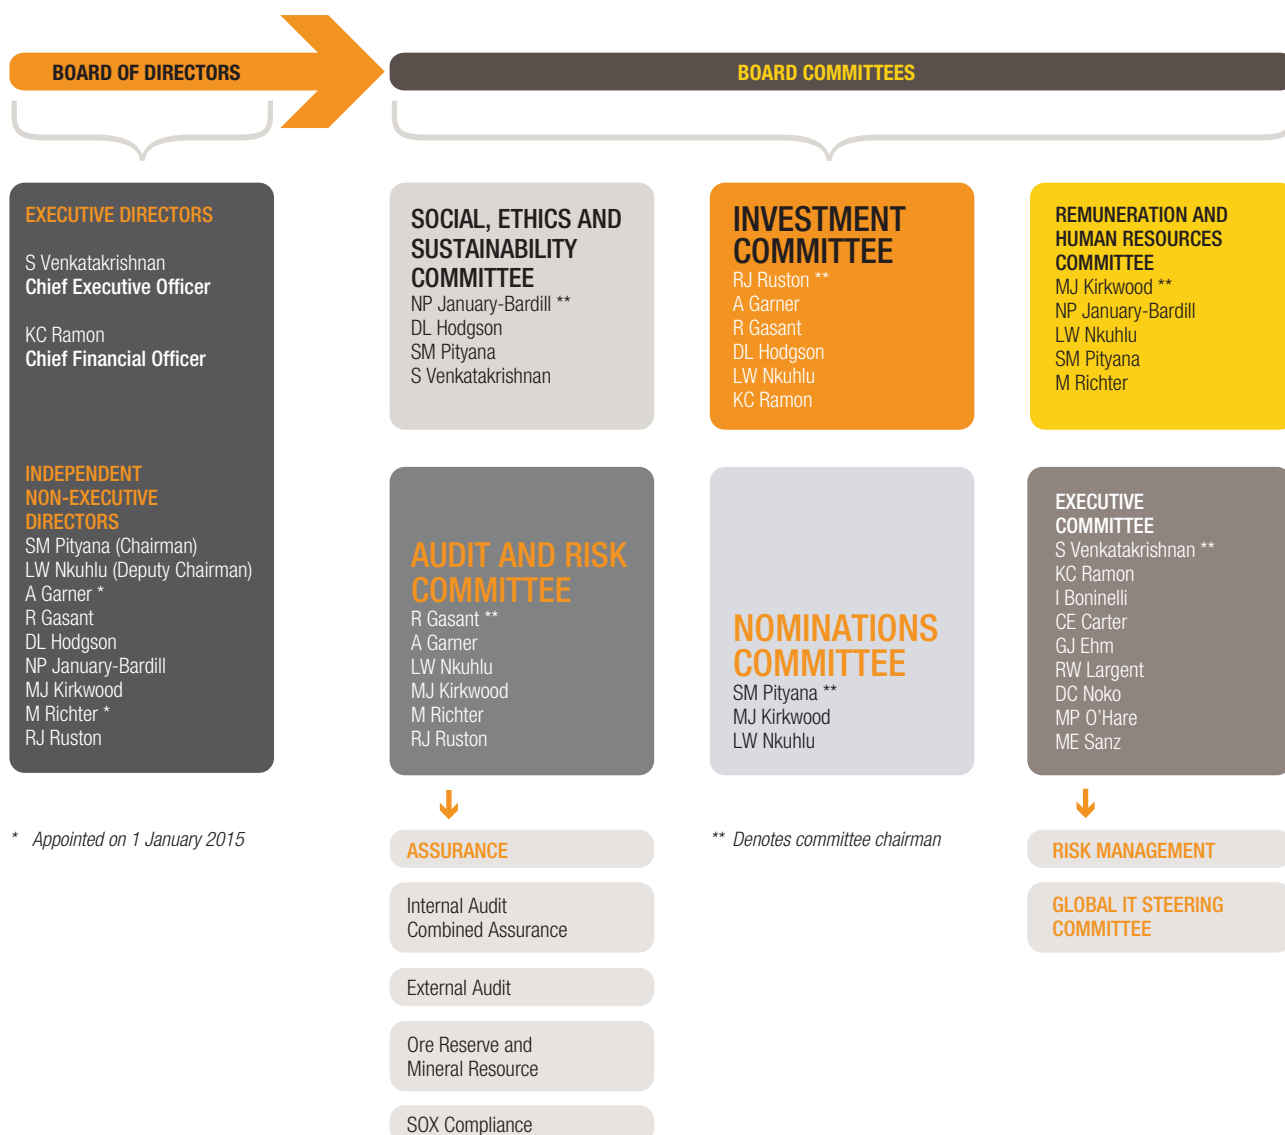 BOARD OF DIRECTORS
BOARD COMMITTEES
EXECUTIVE DIRECTORS
S Venkatakrishnan
Chief Executive Officer
KC Ramon
Chief Financial Officer
INDEPENDENT
NON-EXECUTIVE
DIRECTORS
SM Pityana (Chairman)
LW Nkuhlu (Deputy Chairman)
A Garner *
R Gasant
DL Hodgson
NP January-Bardill
MJ Kirkwood
M Richter *
RJ Ruston
* Appointed on 1 January 2015
SOCIAL, ETHICS AND
SUSTAINABILITY
COMMITTEE
NP January-Bardill **
DL Hodgson
SM Pityana
S Venkatakrishnan
INVESTMENT
COMMITTEE
RJ Ruston **
A Garner
R Gasant
DL Hodgson
LW Nkuhlu
KC Ramon
REMUNERATION AND
HUMAN RESOURCES
COMMITTEE
MJ Kirkwood **
NP January-Bardill
LW Nkuhlu
SM Pityana
M Richter
AUDIT AND RISK
COMMITTEE
R Gasant **
A Garner
LW Nkuhlu
MJ Kirkwood
M Richter
RJ Ruston
NOMINATIONS
COMMITTEE
SM Pityana **
MJ Kirkwood
LW Nkuhlu
EXECUTIVE
COMMITTEE
S Venkatakrishnan **
KC Ramon
I Boninelli
CE Carter
GJ Ehm
RW Largent
DC Noko
MP O'Hare
ME Sanz
ASSURANCE
Internal Audit
Combined Assurance
External Audit
Ore Reserve and
Mineral Resource
SOX Compliance
** Denotes committee chairman
RISK MANAGEMENT
GLOBAL IT STEERING
COMMITTEE